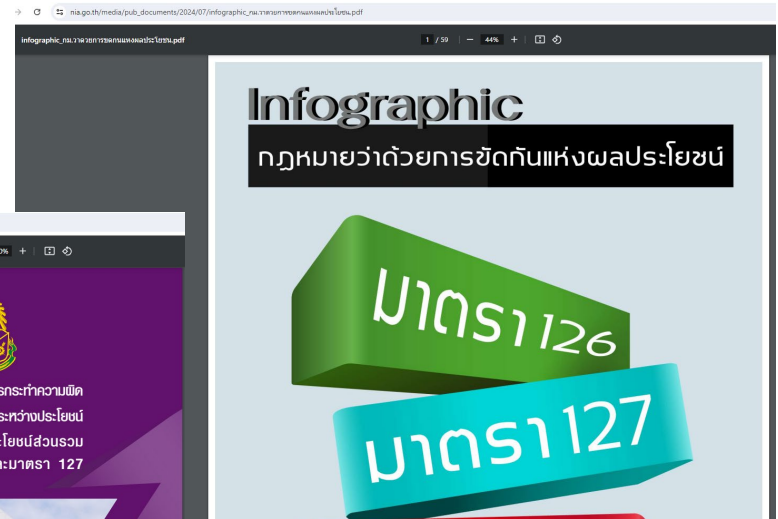 nia.go.th/media/pub_documents/2024/07/infographic_กม.วาดวยการขดกนแหงผลประโยชน.pdf
infographic_กม.วาดวยการขดกนแหงผลประโยชน.pdf
1 / 59
44%
Infographic
กฎหมายว่าด้วยการขัดกันแห่งผลประโยชน์
มาตรา 126
มาตรา 127
กระทำความผิด
ระหว่างประโยชน์
ะโยชน์ส่วนรวม
ะมาตรา 127